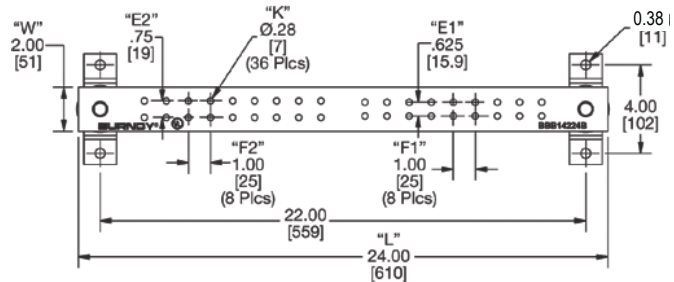 "W"
2.00
[51]
"E2"
.75
[19]
"K"
Ø.28
[7]
(36 Plcs)
"E1"
.625
[15.9]
0.38
[11]
4.00
[102]
BURNDY®
BBB14224B
"F2"
1.00
[25]
(8 Plcs)
"F1"
1.00
[25]
(8 Plcs)
22.00
[559]
"L"
24.00
[610]